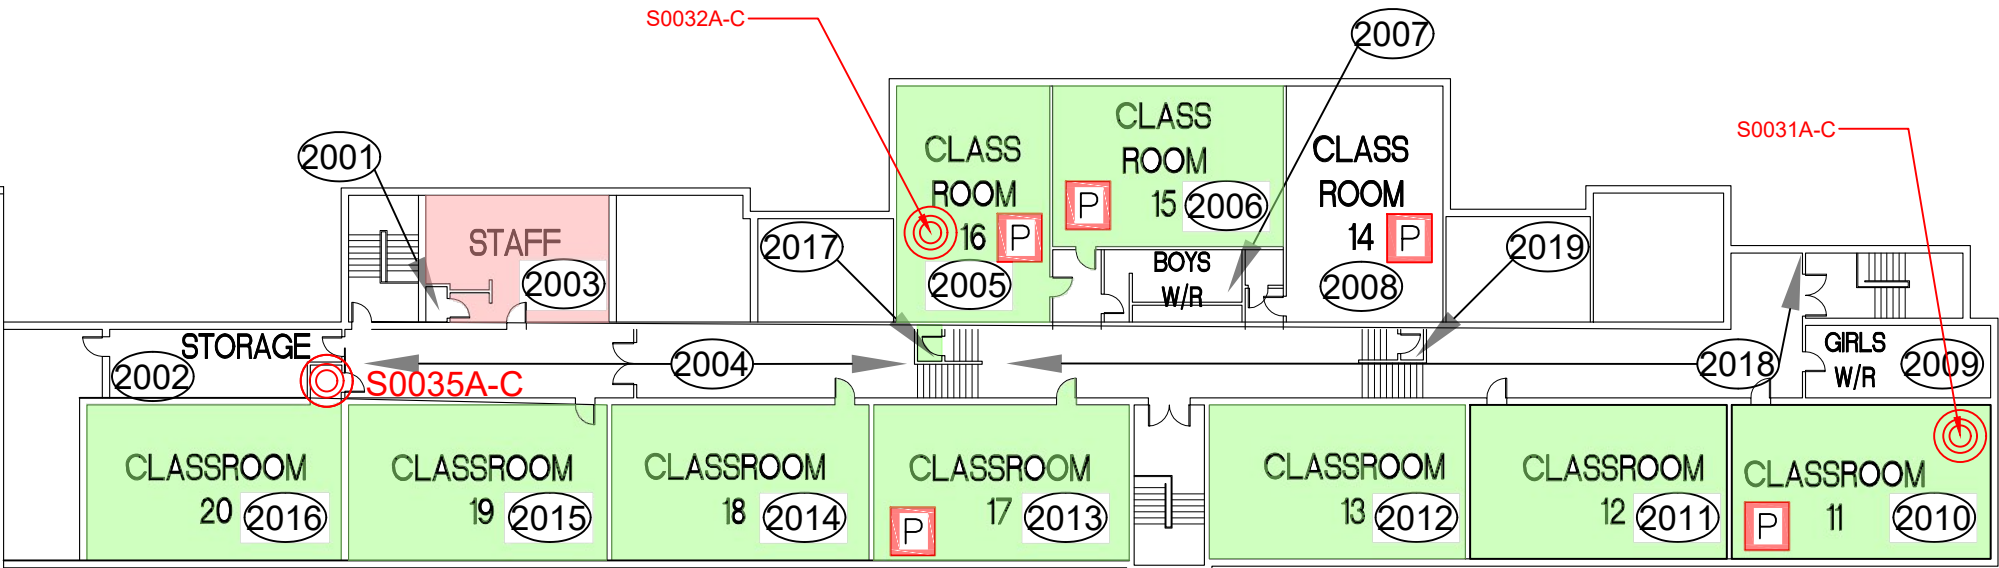 S0032A-C
2007
CLASS
ROOM
15
2006
P
CLASS
ROOM
16
2005
P
CLASS
ROOM
14
2008
P
S0031A-C
2001
STAFF
2003
2017
BOYS
W/R
2019
STORAGE
2002
S0035A-C
2004
2018
GIRLS
W/R
2009
CLASSROOM
20
2016
CLASSROOM
19
2015
CLASSROOM
18
2014
CLASSROOM
17
2013
P
CLASSROOM
13
2012
CLASSROOM
12
2011
CLASSROOM
11
2010
P
P